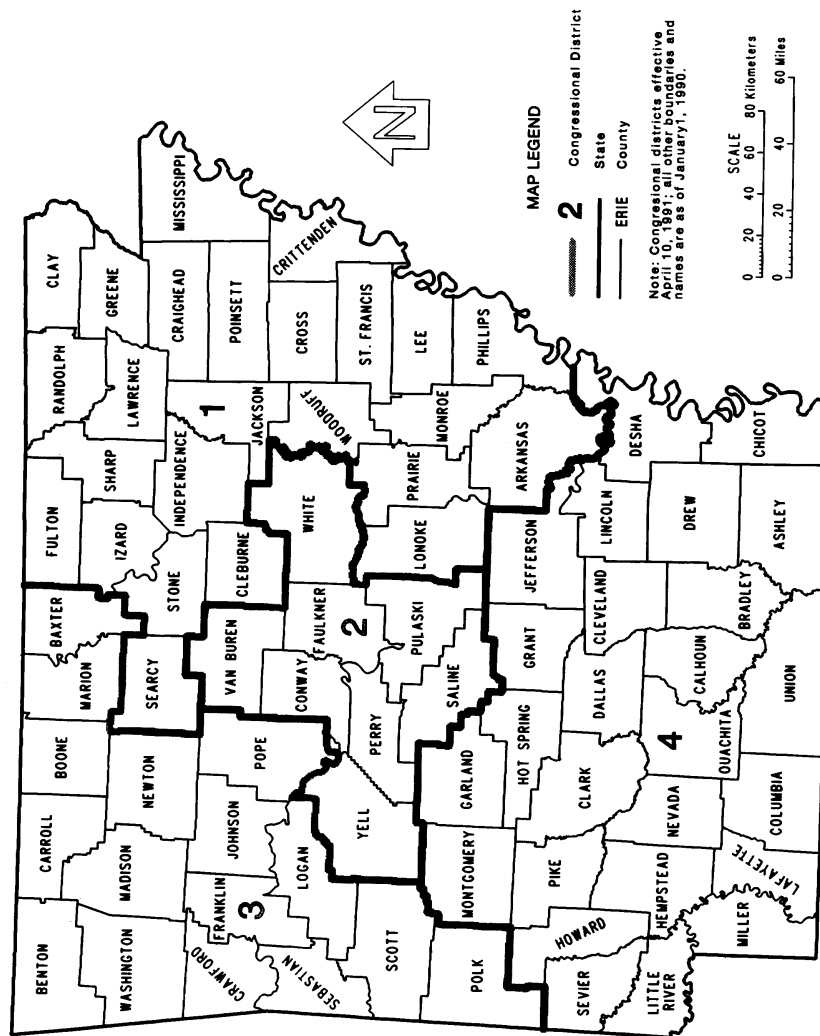 BENTON
CARROLL
BOONE
MARION
BAXTER
FULTON
RANDOLPH
CLAY
WASHINGTON
MADISON
NEWTON
SEARCY
STONE
IZARD
SHARP
LAWRENCE
GREENE
CRAWFORD
FRANKLIN
JOHNSON
POPE
VAN BUREN
CLEBURNE
INDEPENDENCE
1
JACKSON
CRAIGHEAD
MISSISSIPPI
POINSETT
3
SEBASTIAN
LOGAN
CONWAY
FAULKNER
WHITE
WOODRUFF
CROSS
CRITTENDEN
2
SCOTT
YELL
PERRY
PULASKI
LONOKE
PRAIRIE
MONROE
ST. FRANCIS
LEE
PHILLIPS
POLK
MONTGOMERY
GARLAND
SALINE
JEFFERSON
ARKANSAS
SEVIER
HOWARD
PIKE
HOT SPRING
GRANT
CLARK
DALLAS
CLEVELAND
LINCOLN
DESHA
LITTLE
RIVER
HEMPSTEAD
NEVADA
4
OUACHITA
CALHOUN
BRADLEY
DREW
CHICOT
MILLER
LAFAYETTE
COLUMBIA
UNION
ASHLEY
N
MAP LEGEND
2 Congressional District
State
ERIE County
Note: Congresional districts effective
April 10, 1991; all other boundaries and
names are as of January1, 1990.
SCALE
0 20 40 60 80 Kilometers
0 20 40 60 Miles